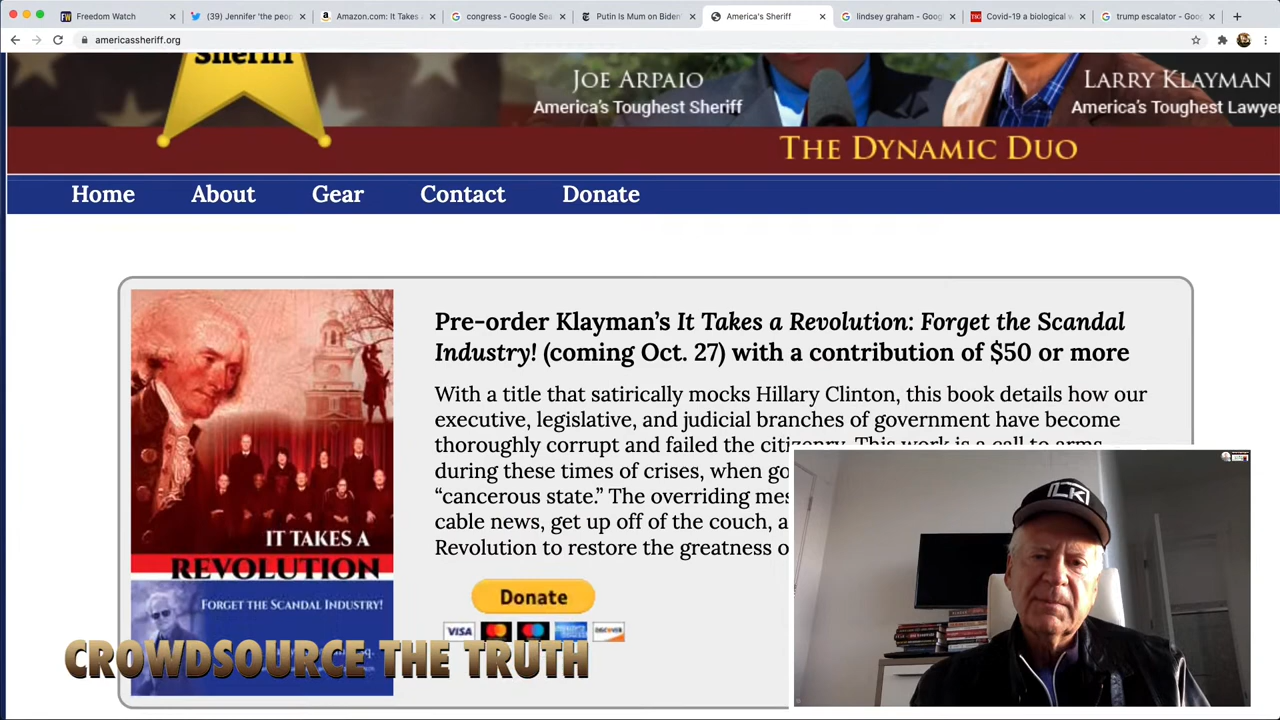 Freedom Watch
(39) Jennifer 'the peop
Amazon.com: It Takes a
congress - Google Sea
Putin Is Mum on Biden'
America's Sheriff
lindsey graham - Goog
Covid-19 a biological w
trump escalator - Goo
americassheriff.org
Sheriff
JOE ARPAIO
America's Toughest Sheriff
LARRY KLAYMAN
America's Toughest Lawye
THE DYNAMIC DUO
Home
About
Gear
Contact
Donate
Pre-order Klayman's It Takes a Revolution: Forget the Scandal
Industry! (coming Oct. 27) with a contribution of $50 or more
With a title that satirically mocks Hillary Clinton, this book details how our
executive, legislative, and judicial branches of government have become
thoroughly corrupt and failed the citizenry. This work is a call to arms
during these times of crises, when go
"cancerous state." The overriding mes
cable news, get up off of the couch, a
Revolution to restore the greatness o
IT TAKES A
REVOLUTION
FORGET THE SCANDAL INDUSTRY!
Donate
VISA
DISCOVER
CROWDSOURCE THE TRUTH